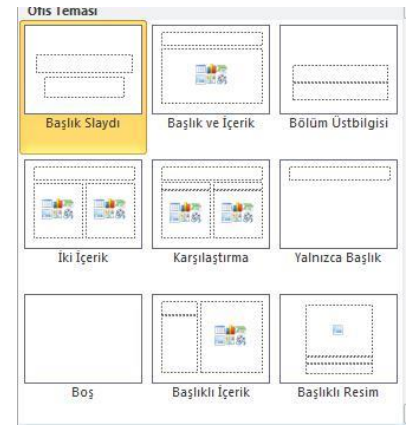 Ofis Teması
Başlık Slaydı
Başlık ve İçerik
Bölüm Üstbilgisi
İki İçerik
Karşılaştırma
Yalnızca Başlık
Boş
Başlıklı İçerik
Başlıklı Resim